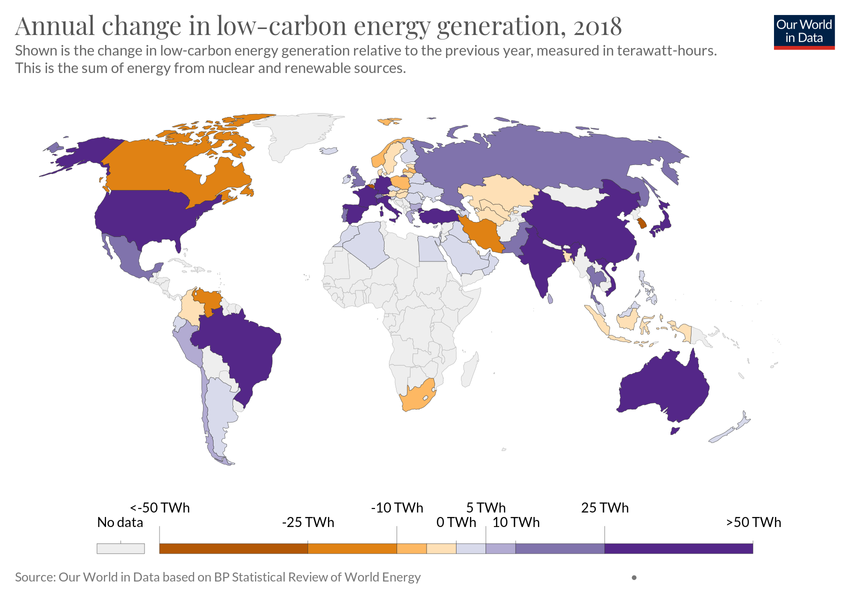 Annual change in low-carbon energy generation, 2018
Our World
in Data
Shown is the change in low-carbon energy generation relative to the previous year, measured in terawatt-hours.
This is the sum of energy from nuclear and renewable sources.
<-50 TWh -10 TWh 5 TWh 25 TWh
No data -25 TWh 0 TWh 10 TWh >50 TWh
Source: Our World in Data based on BP Statistical Review of World Energy